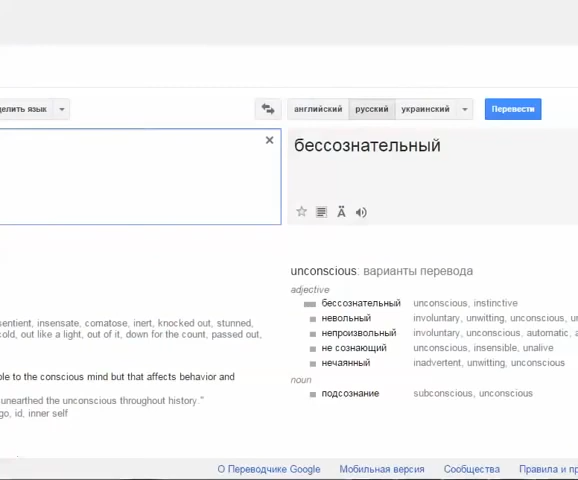 делить язык
английский русский украинский
Перевести
бессознательный
Ä
unconscious: варианты перевода
adjective
бессознательный unconscious, instinctive
sentient, insensate, comatose, inert, knocked out, stunned,
невольный involuntary, unwitting, unconscious,
cold, out like a light, out of it, down for the count, passed out,
непроизвольный involuntary, unconscious, automatic,
не сознающий unconscious, insensible, unalive
нечаянный inadvertent, unwitting, unconscious
to the conscious mind but that affects behavior and
noun
подсознание subconscious, unconscious
unearthed the unconscious throughout history."
go, id, inner self
О Переводчике Google Мобильная версия Сообщества Правила и